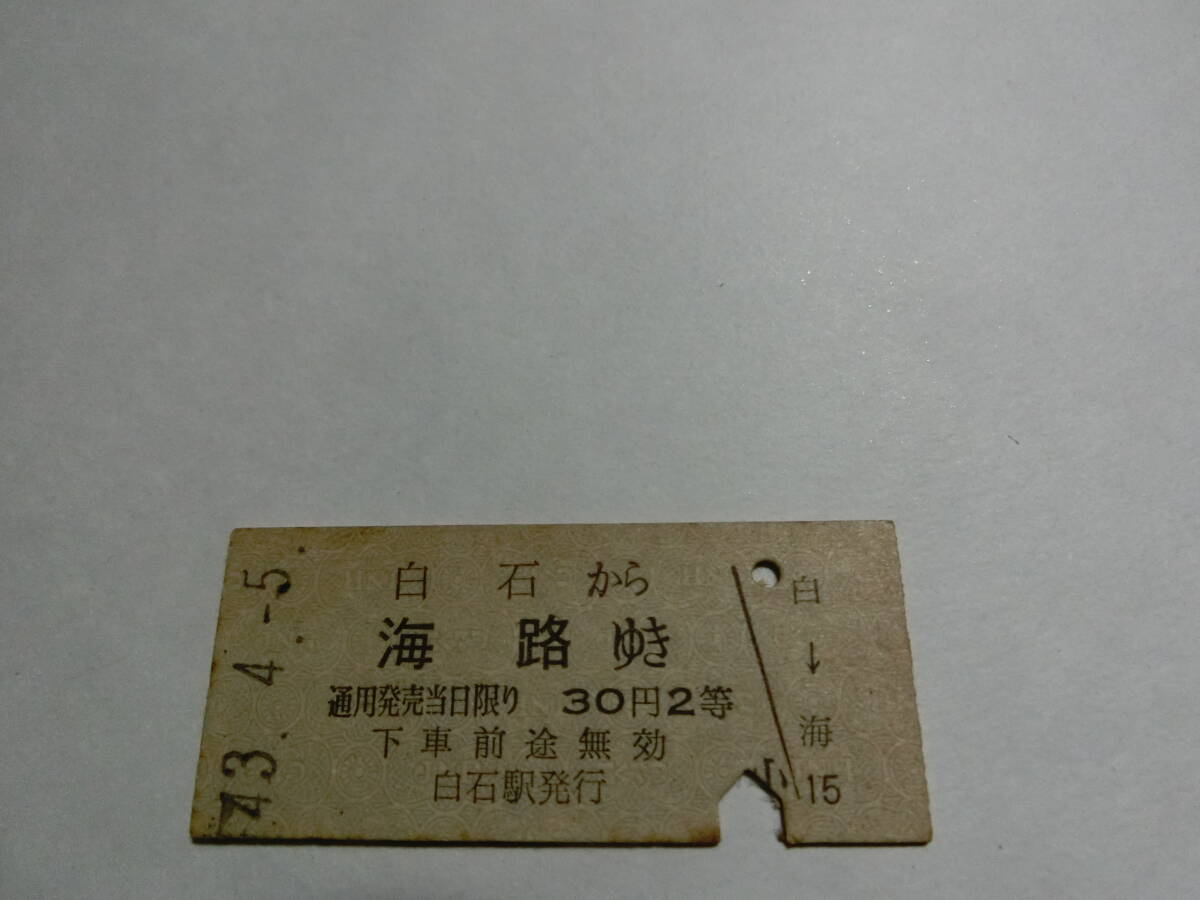 43.4.-5.
白石から
海路ゆき
通用発売当日限り 30円2等
下車前途無効
白石駅発行
白
↓
海
15